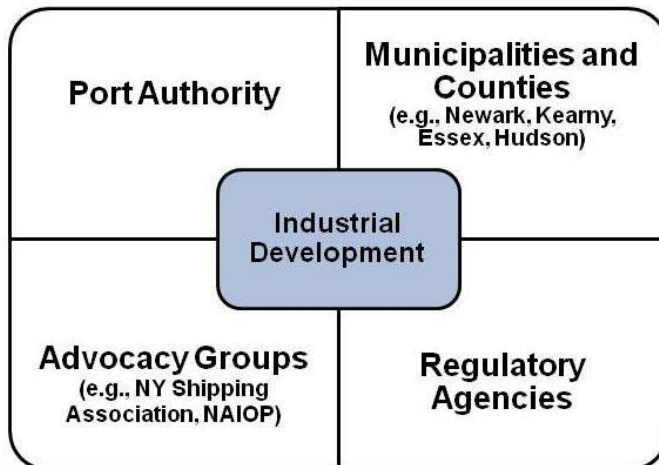 Port Authority
Municipalities and
Counties
(e.g., Newark, Kearny,
Essex, Hudson)
Industrial
Development
Advocacy Groups
(e.g., NY Shipping
Association, NAIOP)
Regulatory
Agencies